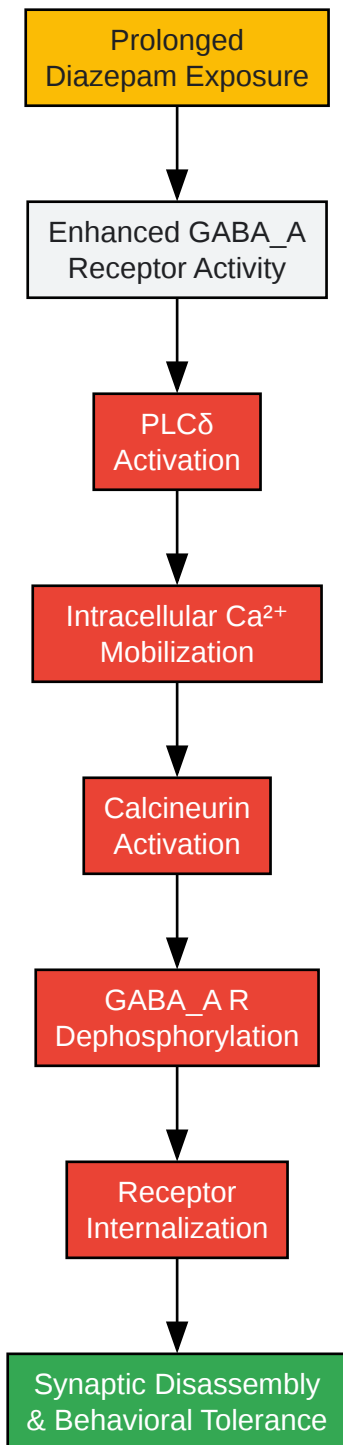 Prolonged
Diazepam Exposure
Enhanced GABA_A
Receptor Activity
PLCδ
Activation
Intracellular Ca²⁺
Mobilization
Calcineurin
Activation
GABA_A R
Dephosphorylation
Receptor
Internalization
Synaptic Disassembly
& Behavioral Tolerance